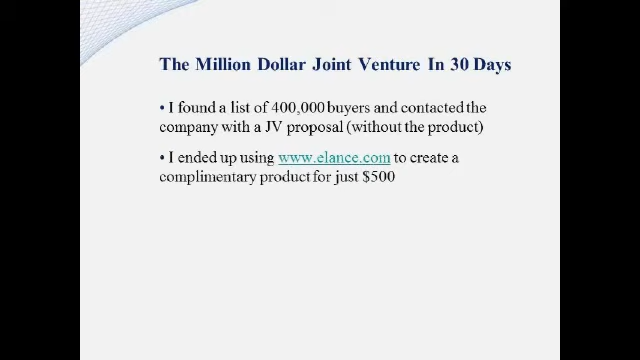 The Million Dollar Joint Venture In 30 Days
• I found a list of 400,000 buyers and contacted the
company with a JV proposal (without the product)
• I ended up using www.elance.com to create a
complimentary product for just $500